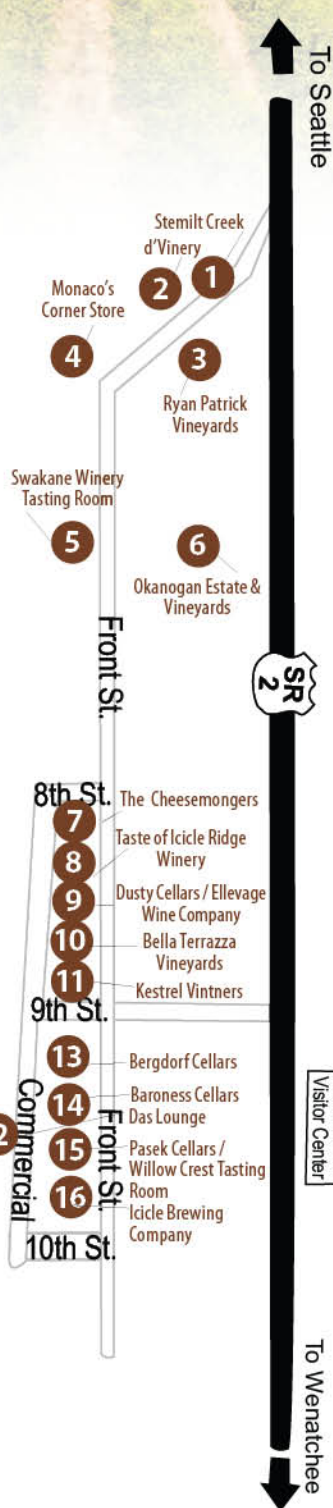 To Seattle
Stemilt Creek
d'Vinery
1
2
Monaco's
Corner Store
4
3
Ryan Patrick
Vineyards
Swakane Winery
Tasting Room
5
6
Okanogan Estate &
Vineyards
Front St.
SR
2
8th St.
7
The Cheesemongers
8
Taste of Icicle Ridge
Winery
9
Dusty Cellars / Ellevage
Wine Company
10
Bella Terrazza
Vineyards
11
Kestrel Vintners
9th St.
13
Bergdorf Cellars
Visitor Center
Commercial
Front St.
14
Baroness Cellars
2
Das Lounge
15
Pasek Cellars /
Willow Crest Tasting
Room
16
Icicle Brewing
Company
10th St.
To Wenatchee